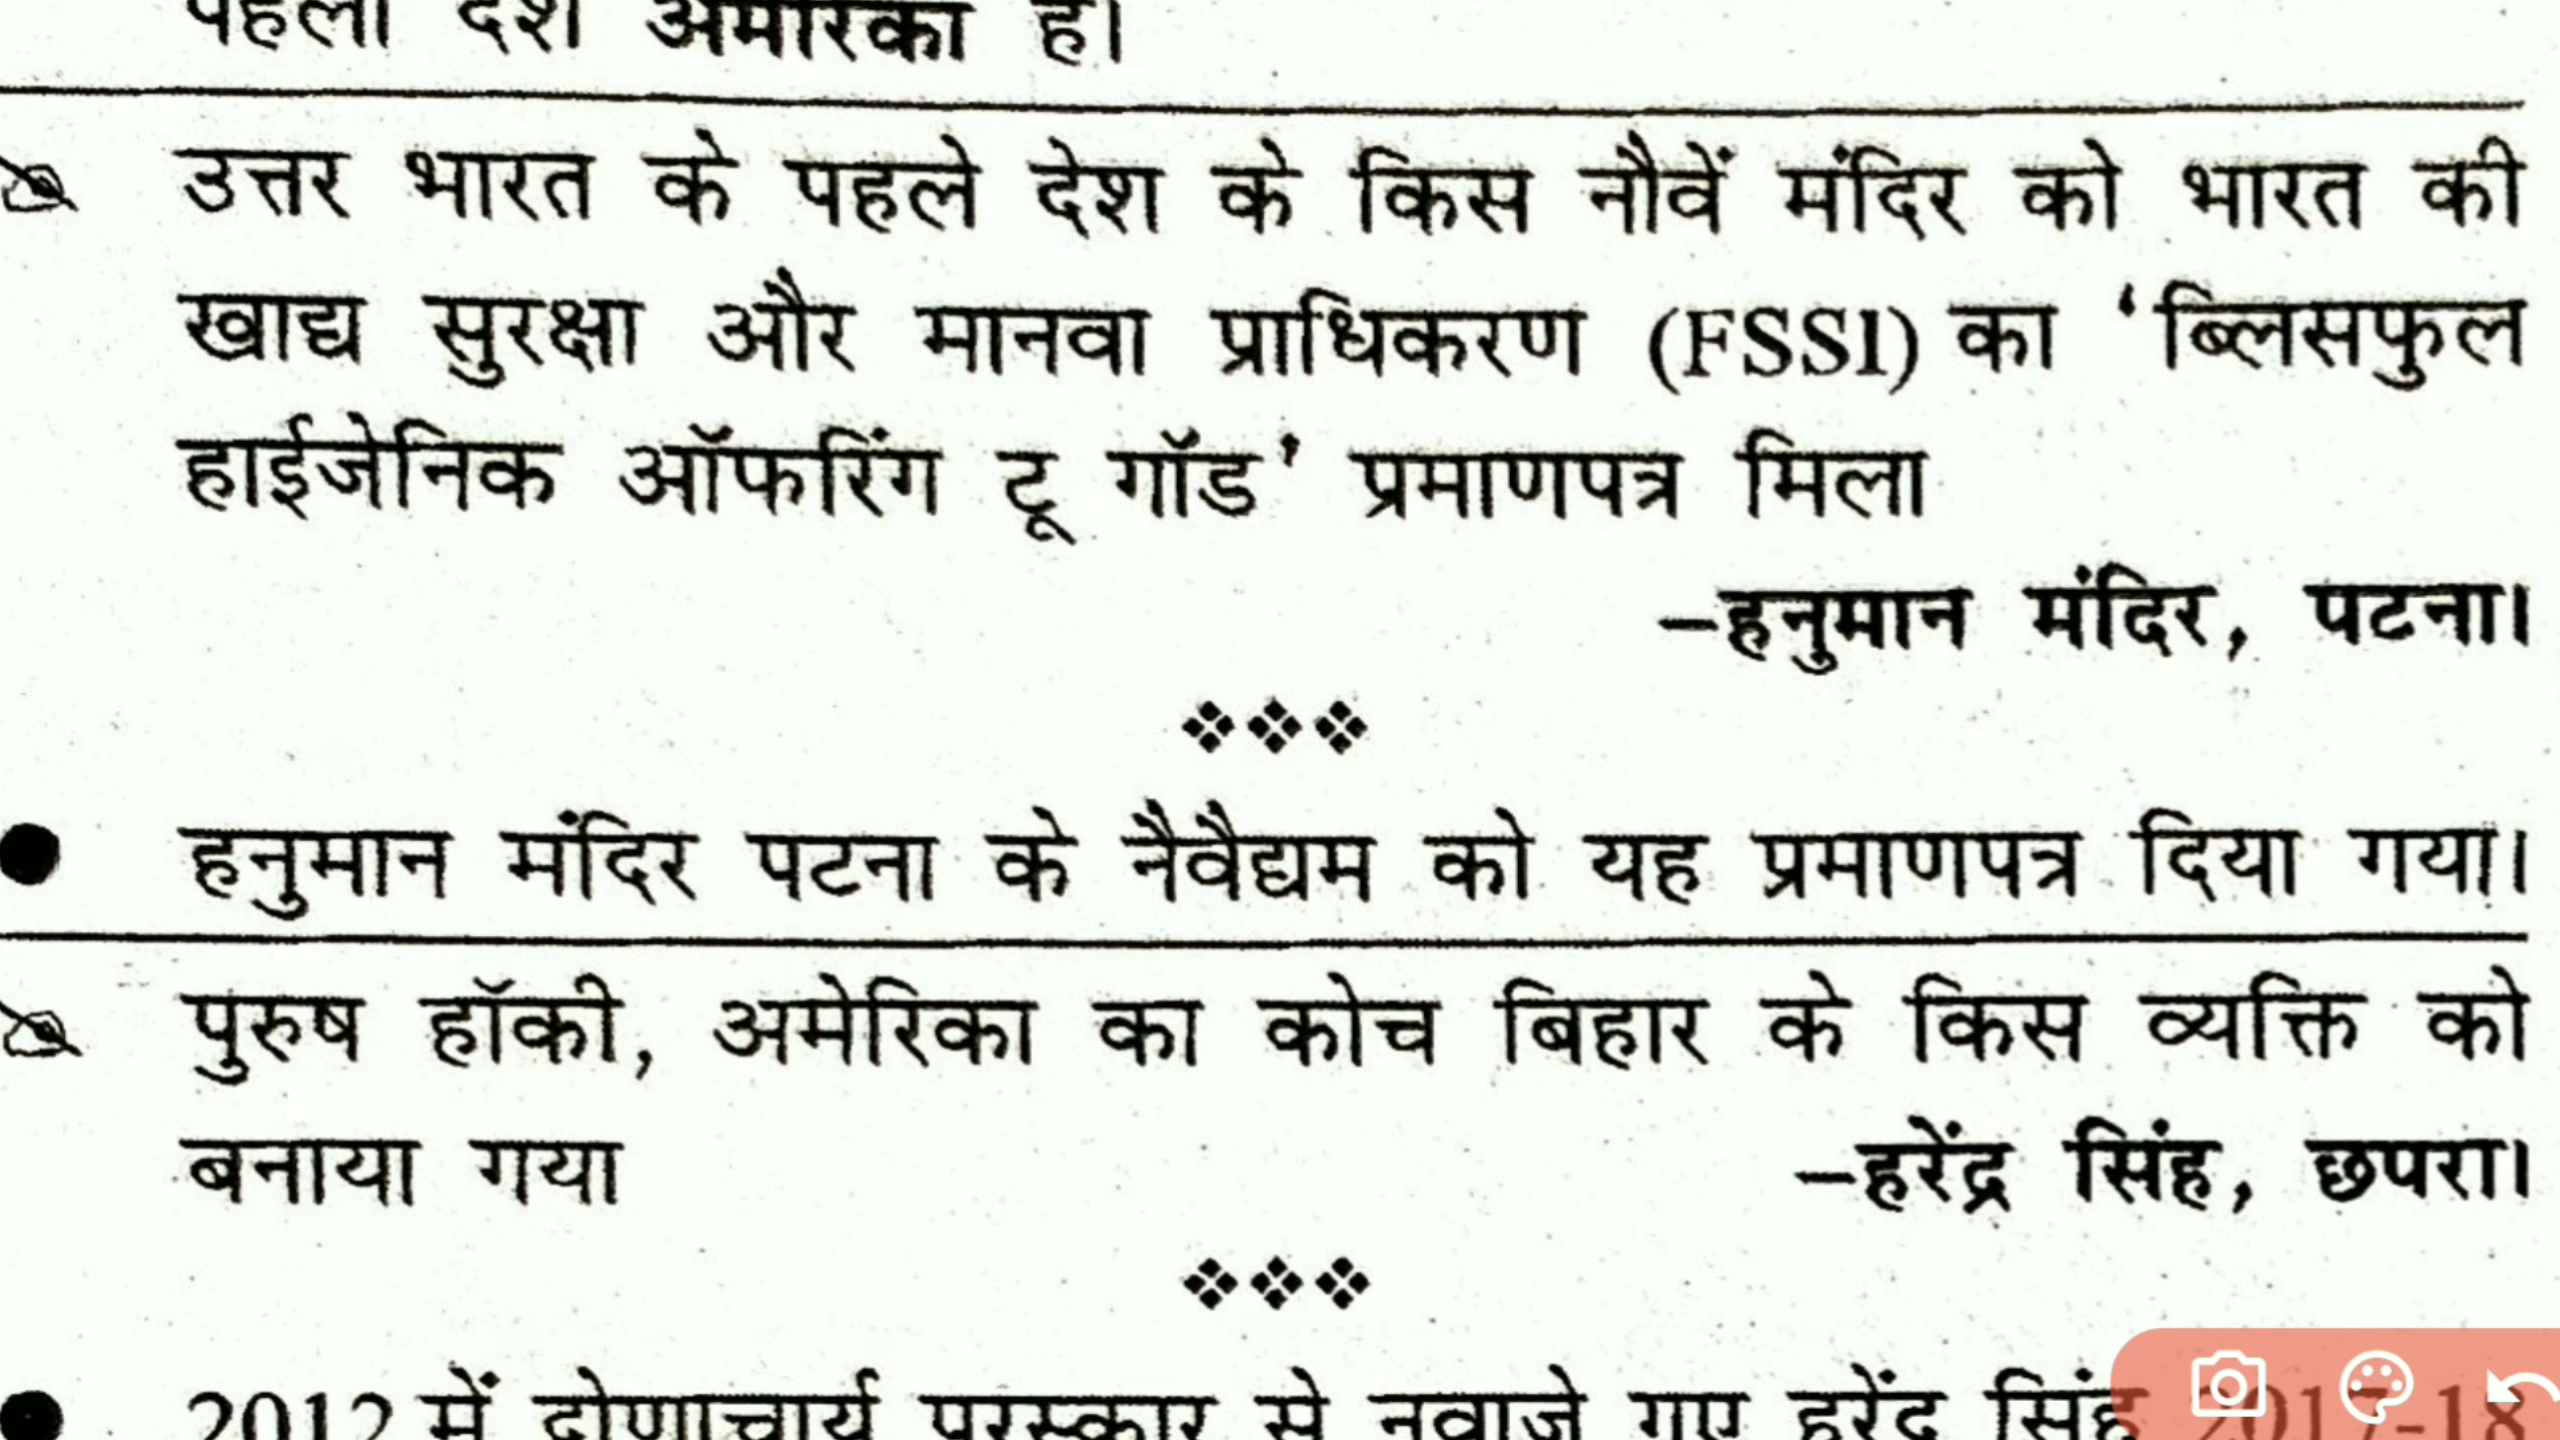 पहला देश अमेरिका है।
उत्तर भारत के पहले देश के किस नौवें मंदिर को भारत की
खाद्य सुरक्षा और मानवा प्राधिकरण (FSSI) का ‘ब्लिसफुल
हाईजेनिक ऑफरिंग टू गॉड’ प्रमाणपत्र मिला
–हनुमान मंदिर, पटना।
हनुमान मंदिर पटना के नैवैद्यम को यह प्रमाणपत्र दिया गया।
पुरुष हॉकी, अमेरिका का कोच बिहार के किस व्यक्ति को
बनाया गया
–हरेंद्र सिंह, छपरा।
2012 में द्रोणाचार्य पुरस्कार से नवाजे गए हरेंद्र सिंह 2017-18